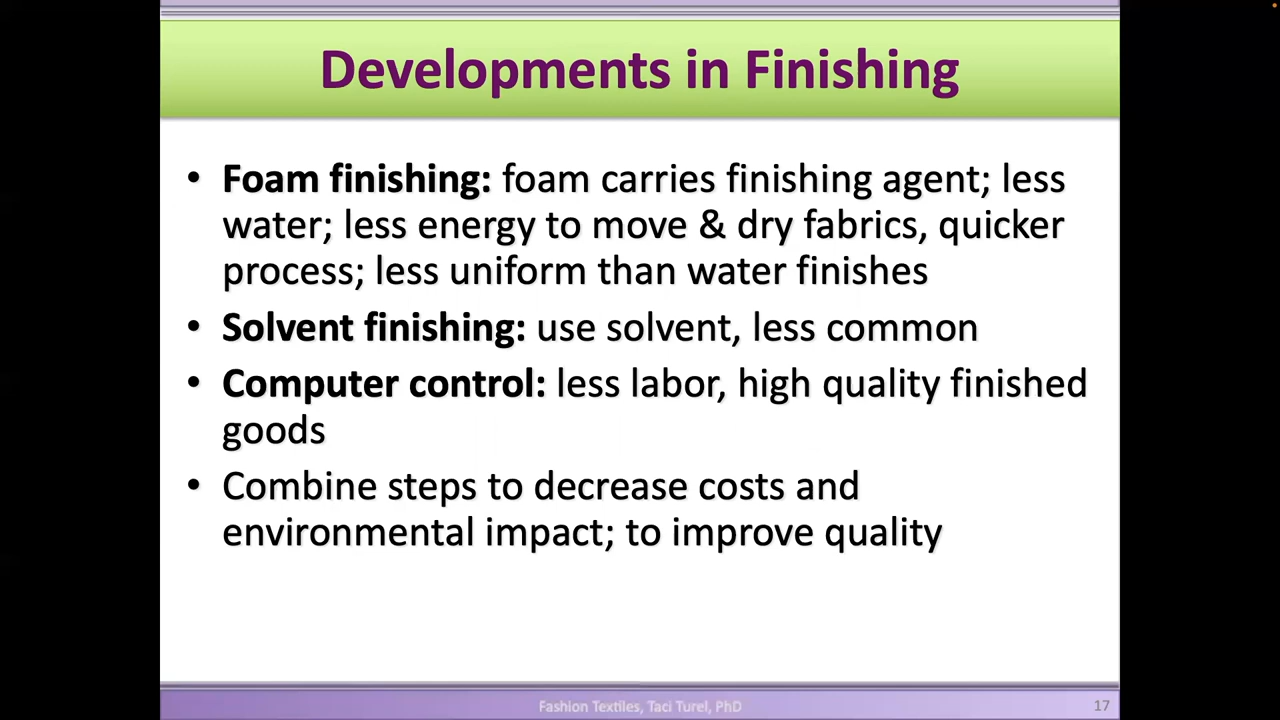 Developments in Finishing
• Foam finishing: foam carries finishing agent; less
water; less energy to move & dry fabrics, quicker
process; less uniform than water finishes
• Solvent finishing: use solvent, less common
• Computer control: less labor, high quality finished
goods
• Combine steps to decrease costs and
environmental impact; to improve quality
Fashion Textiles, Taci Turel, PhD
17